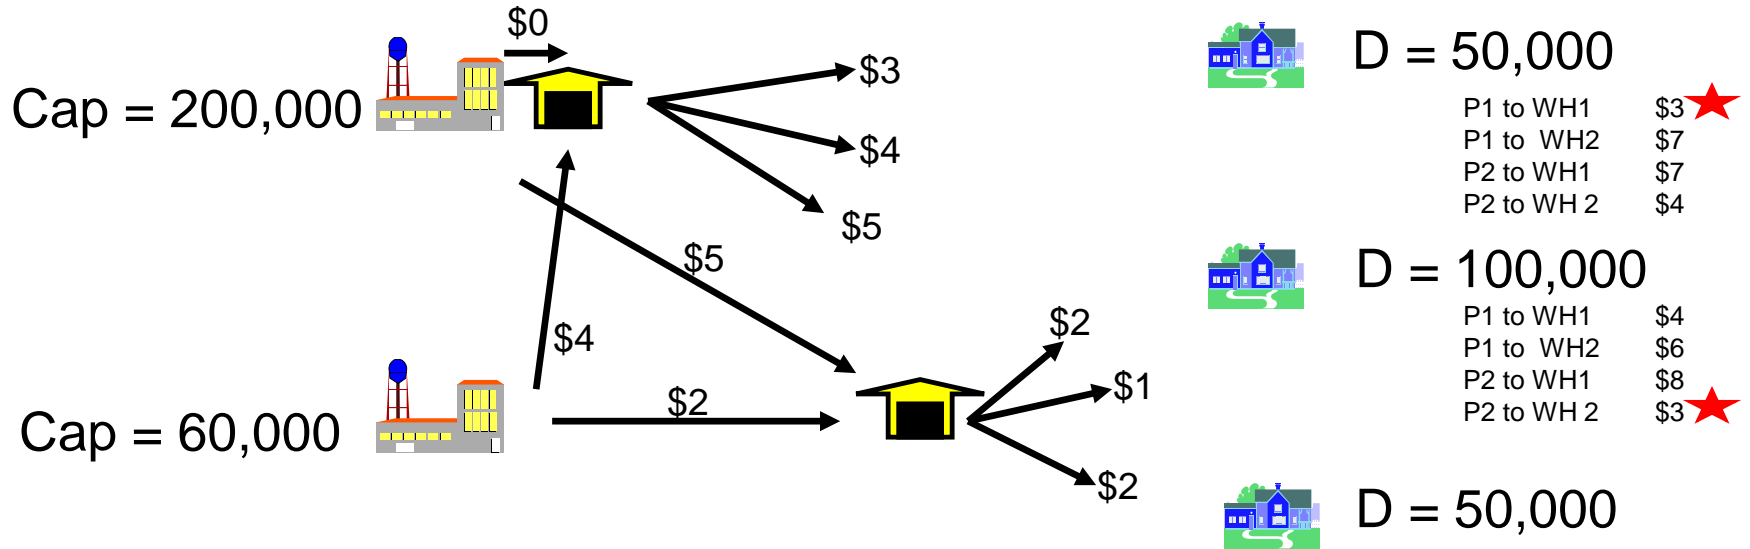 $0
Cap = 200,000
$3
$4
$5
$5
$4
Cap = 60,000
$2
$2
$1
$2
D = 50,000
P1 to WH1 $3
P1 to WH2 $7
P2 to WH1 $7
P2 to WH 2 $4
D = 100,000
P1 to WH1 $4
P1 to WH2 $6
P2 to WH1 $8
P2 to WH 2 $3
D = 50,000